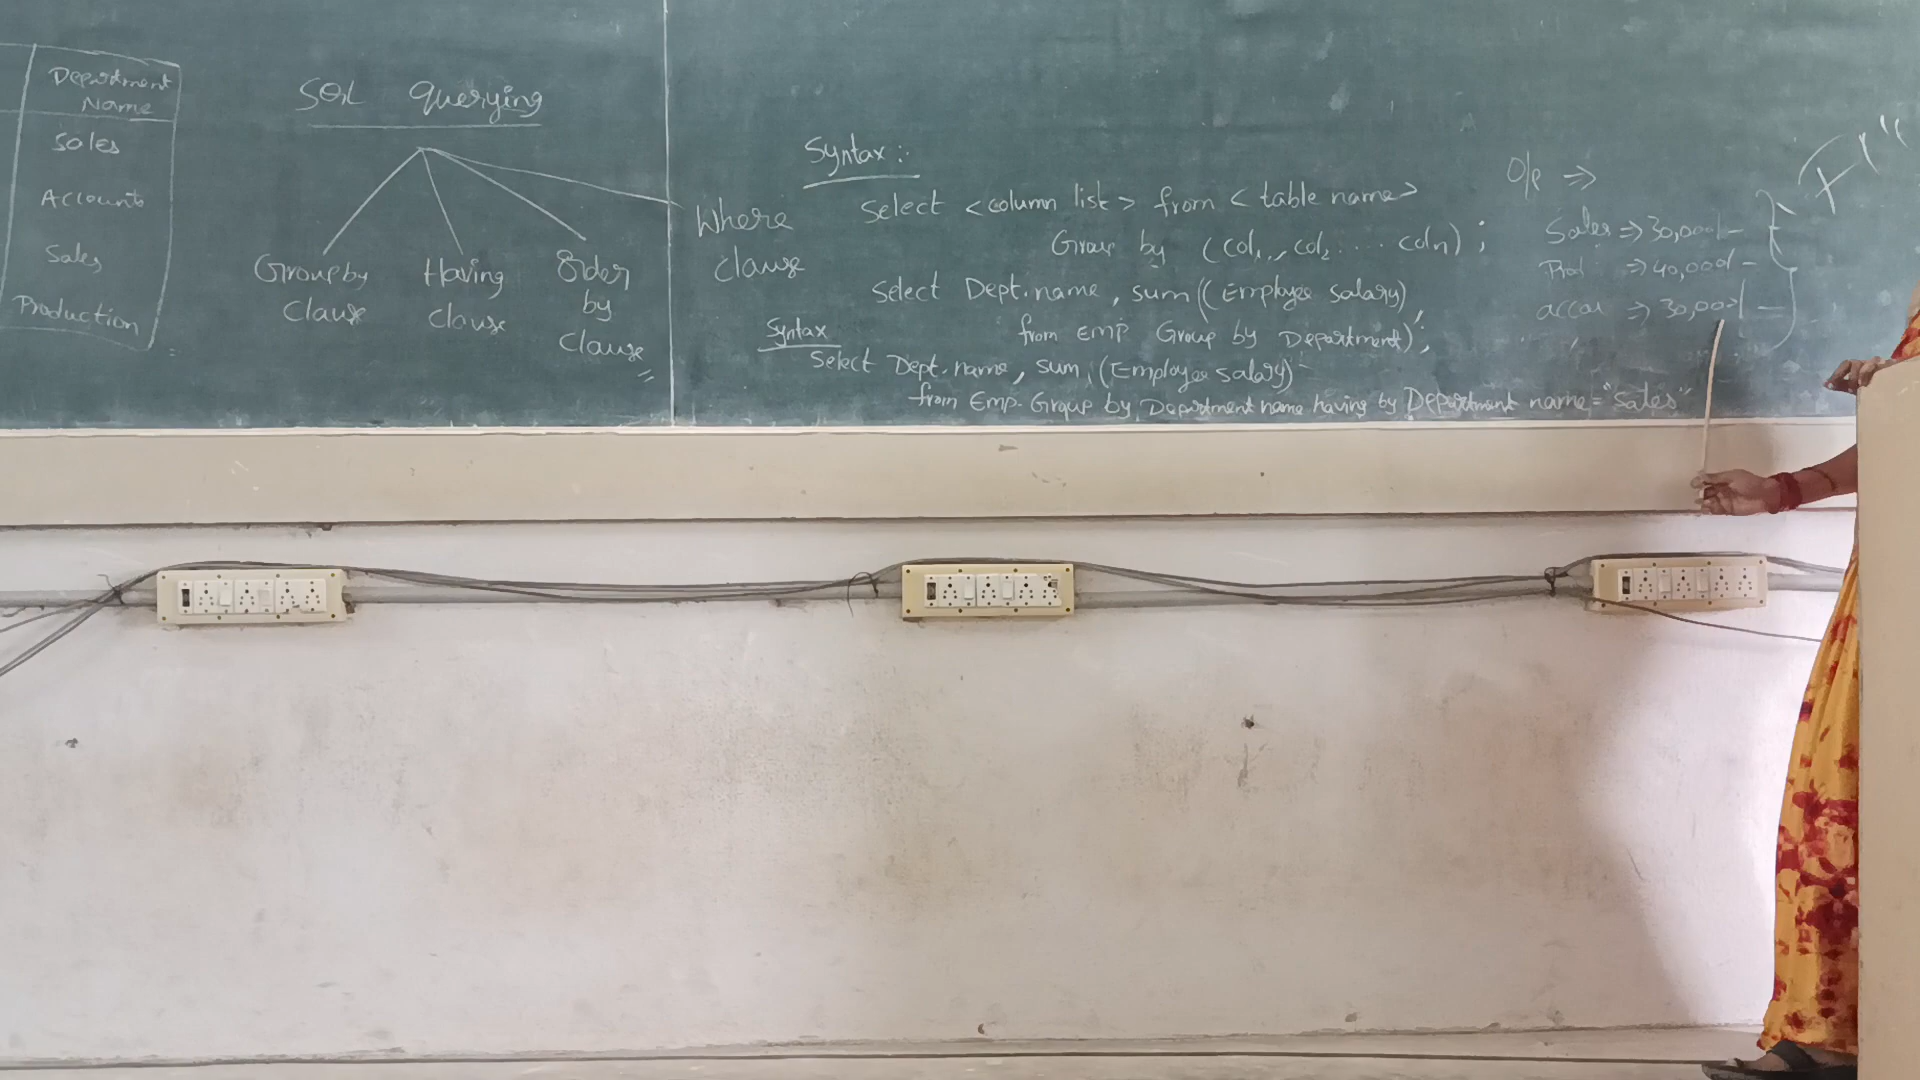 Department
Name
Sales
Accounts
Sales
Production
SQL Querying
Group by
Clause
Having
clause
Order
by
clause
Where
clause
Syntax :
Select <column list> from <table name>
Group by (col1, col2 .... coln) ;
Select Dept.name, sum((Employee salary)
from emp Group by Department);
Syntax
Select Dept.name, sum (Employee salary)
from Emp. Group by Department name having by Department name = "Sales"
O/p ⇒
Sales ⇒ 30,000/-
Prod ⇒ 40,000/-
accou ⇒ 30,000/-